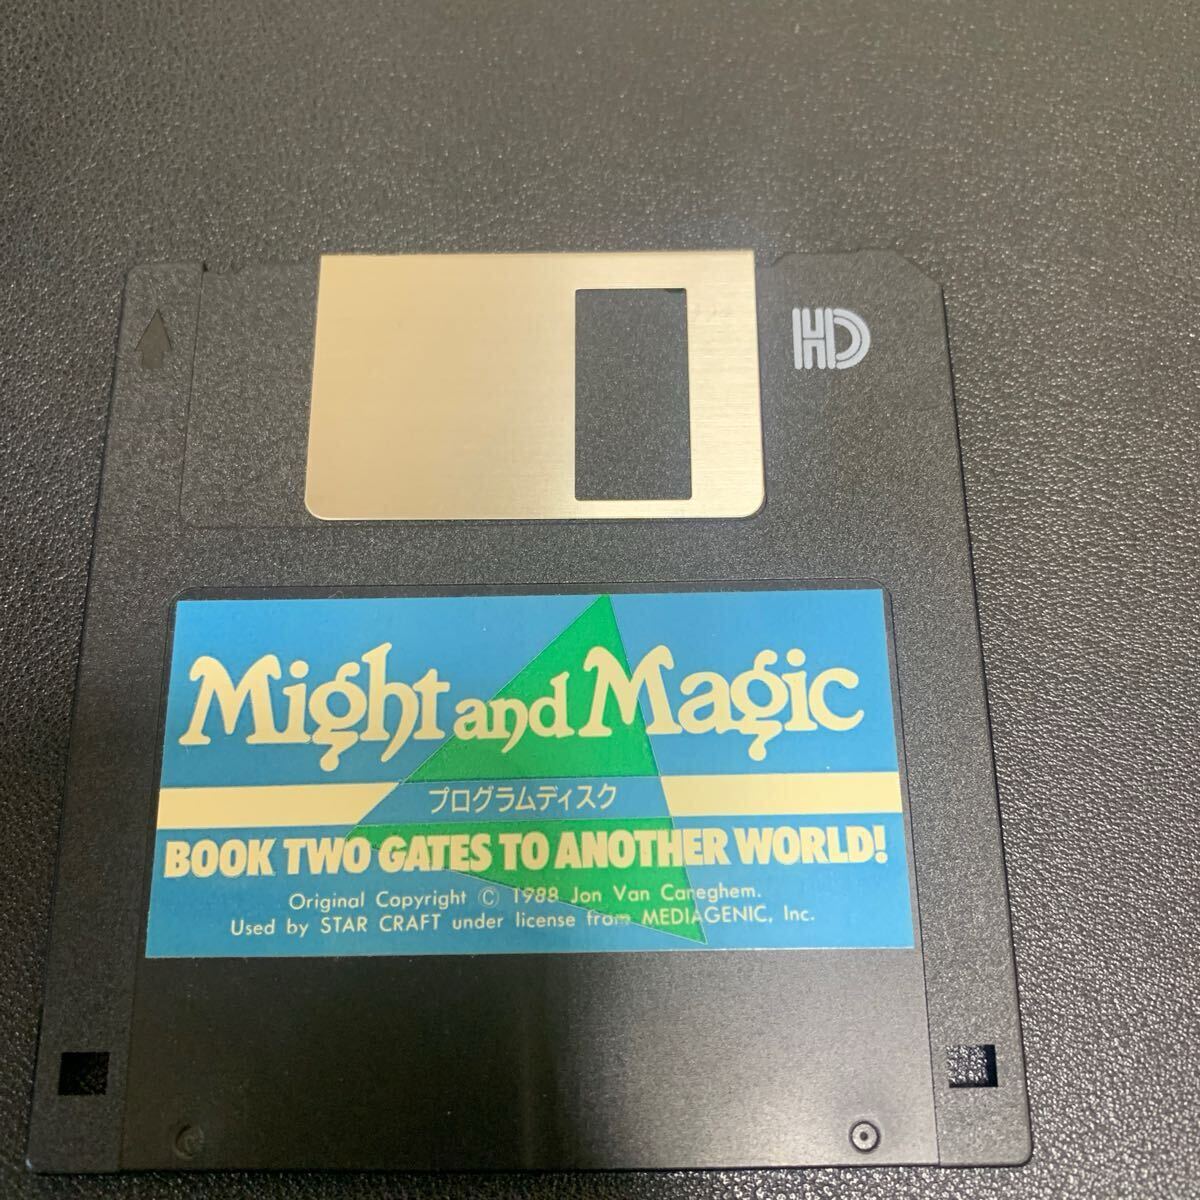 HD
Might and Magic
プログラムディスク
BOOK TWO GATES TO ANOTHER WORLD!
Original Copyright © 1988 Jon Van Caneghem.
Used by STAR CRAFT under license from MEDIAGENIC, Inc.